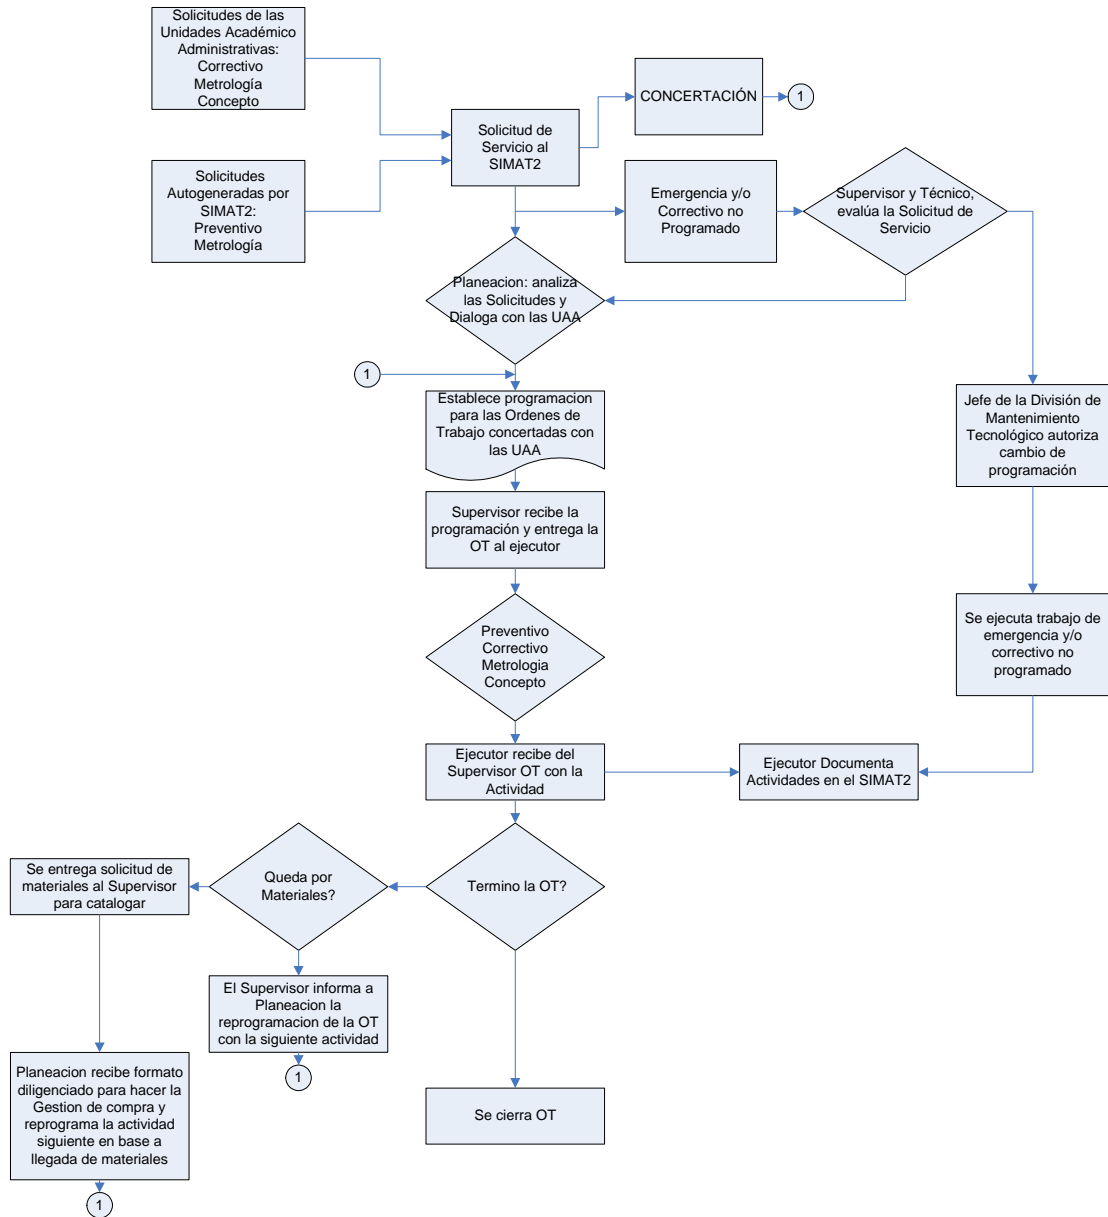 Solicitudes de las
Unidades Académico
Administrativas:
Correctivo
Metrología
Concepto
CONCERTACIÓN
1
Solicitud de
Servicio al
SIMAT2
Solicitudes
Autogeneradas por
SIMAT2:
Preventivo
Metrología
Emergencia y/o
Correctivo no
Programado
Supervisor y Técnico,
evalúa la Solicitud de
Servicio
Planeacion: analiza
las Solicitudes y
Dialoga con las UAA
1
Establece programacion
para las Ordenes de
Trabajo concertadas con
las UAA
Jefe de la División de
Mantenimiento
Tecnológico autoriza
cambio de
programación
Supervisor recibe la
programación y entrega la
OT al ejecutor
Preventivo
Correctivo
Metrologia
Concepto
Se ejecuta trabajo de
emergencia y/o
correctivo no
programado
Ejecutor recibe del
Supervisor OT con la
Actividad
Ejecutor Documenta
Actividades en el SIMAT2
Se entrega solicitud de
materiales al Supervisor
para catalogar
Queda por
Materiales?
Termino la OT?
El Supervisor informa a
Planeacion la
reprogramacion de la OT
con la siguiente actividad
1
Planeacion recibe formato
diligenciado para hacer la
Gestion de compra y
reprograma la actividad
siguiente en base a
llegada de materiales
1
Se cierra OT